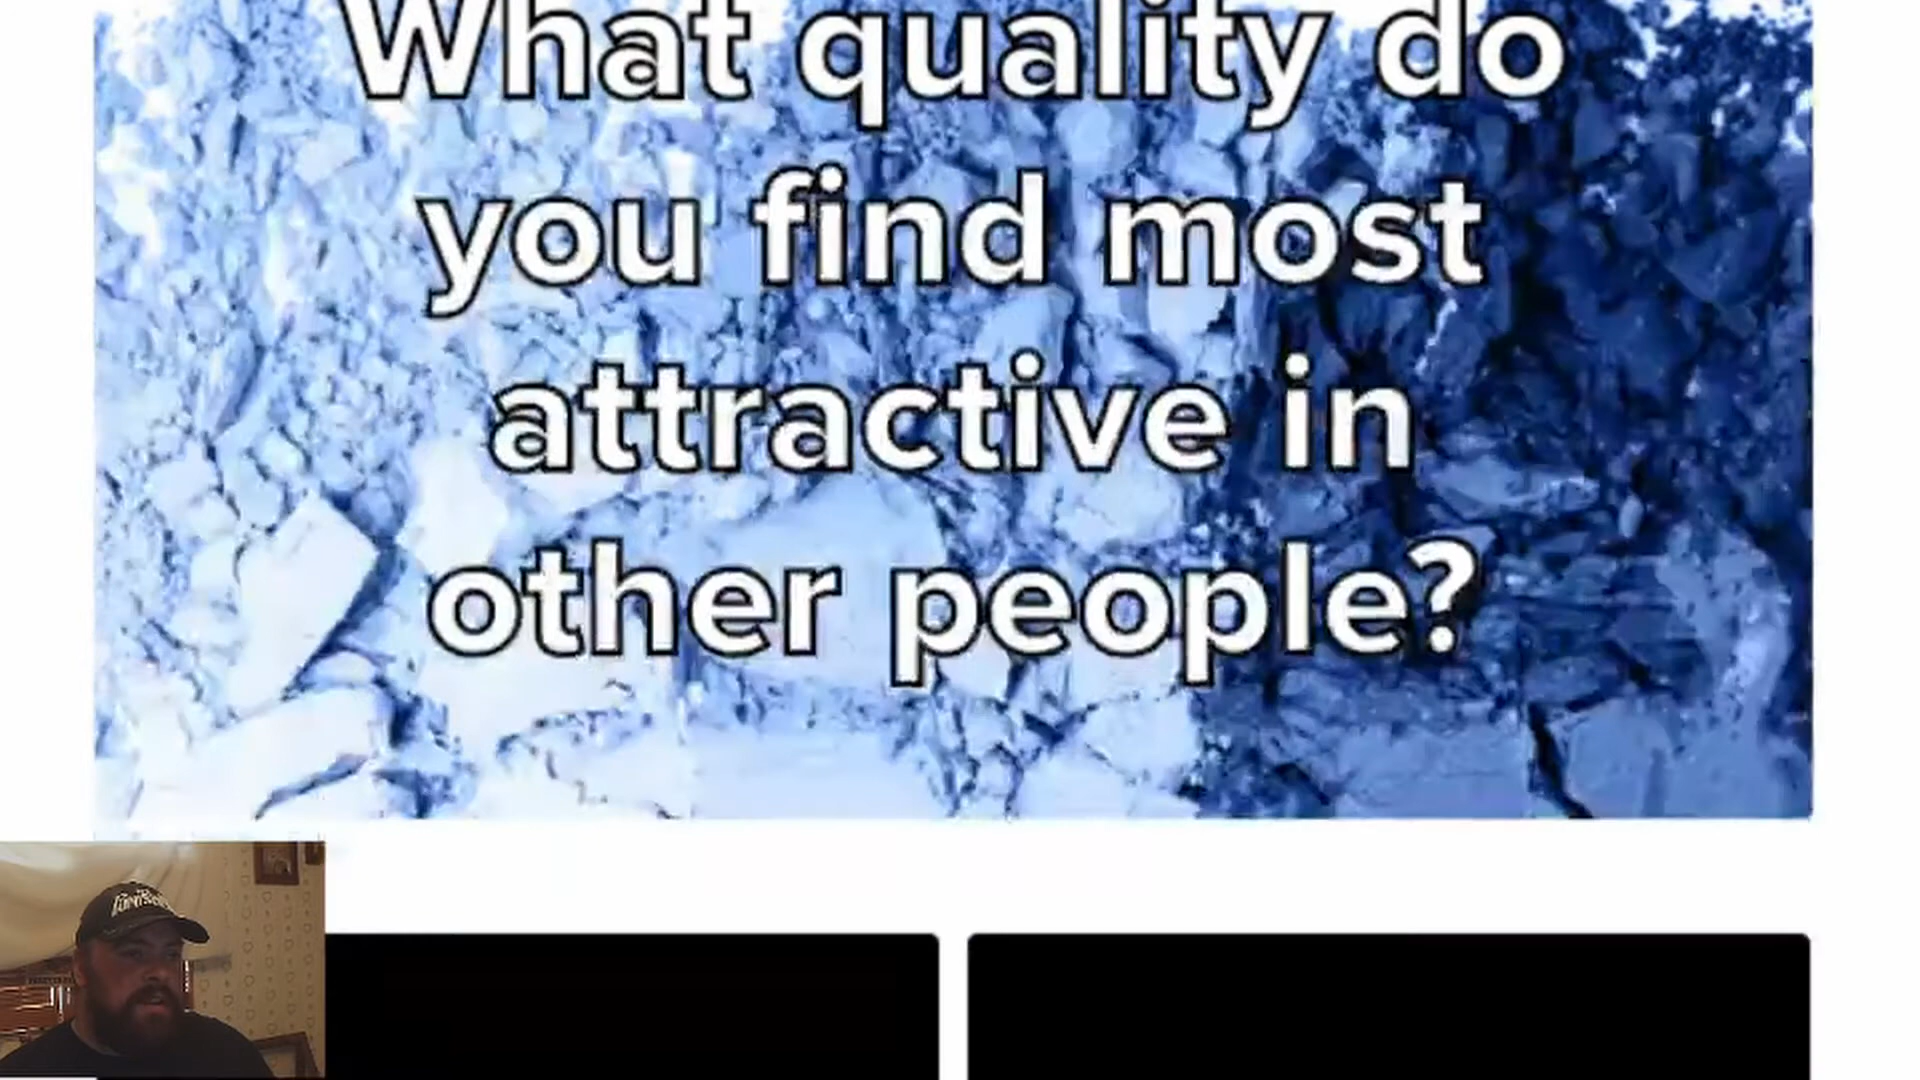 What quality do
you find most
attractive in
other people?